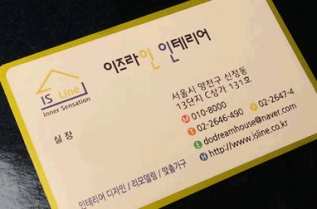 이즈라인 인테리어
IS Line
Inner Sensation
실 장
서울시 양천구 신정동
13단지 C상가 131호
M 010-8000
T 02-2646-490 F 02-2647-4
E dodreamhouse@naver.com
H http://www.isline.co.kr
인테리어 디자인 / 리모델링 / 맞춤가구